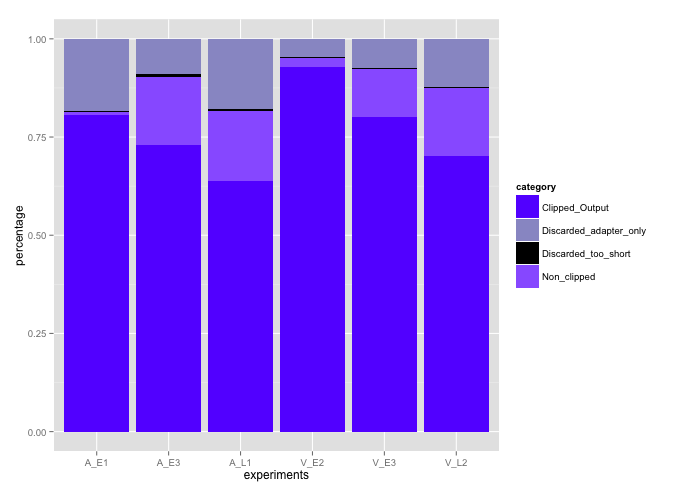 1.00
0.75
0.50
0.25
0.00
percentage
A_E1 A_E3 A_L1 V_E2 V_E3 V_L2
experiments
category
Clipped_Output
Discarded_adapter_only
Discarded_too_short
Non_clipped